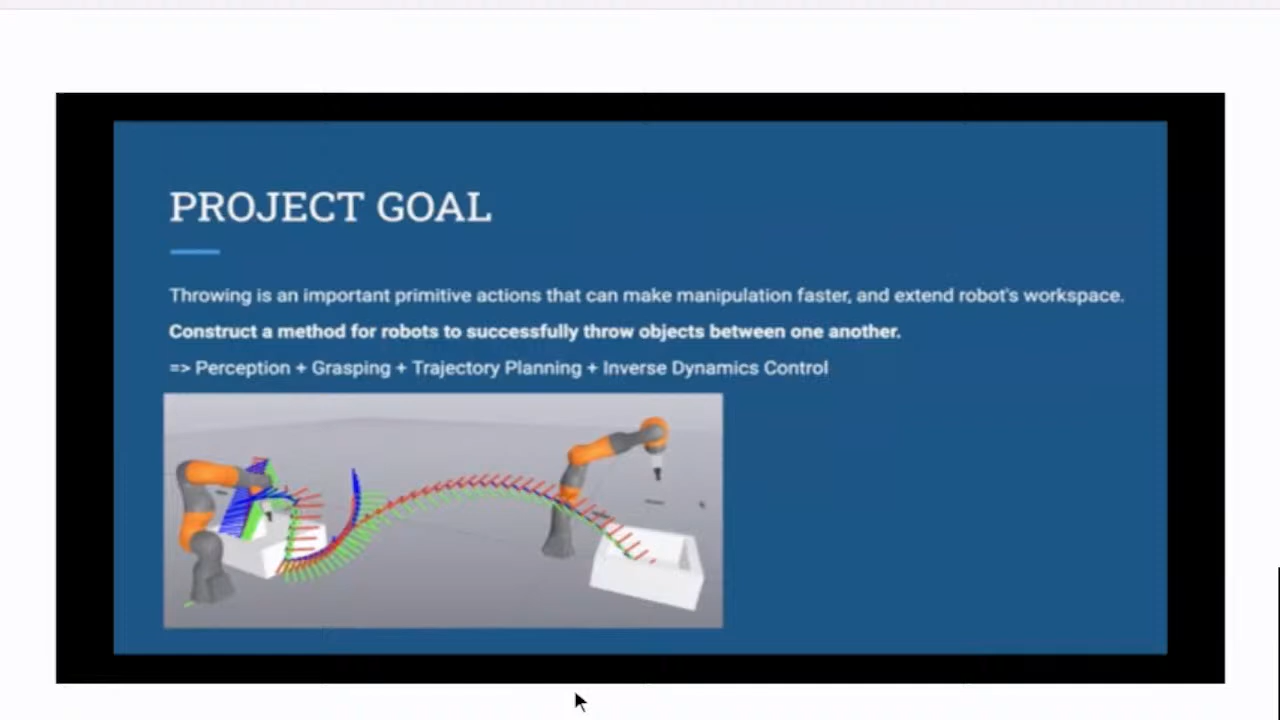 PROJECT GOAL
Throwing is an important primitive actions that can make manipulation faster, and extend robot's workspace.
Construct a method for robots to successfully throw objects between one another.
=> Perception + Grasping + Trajectory Planning + Inverse Dynamics Control